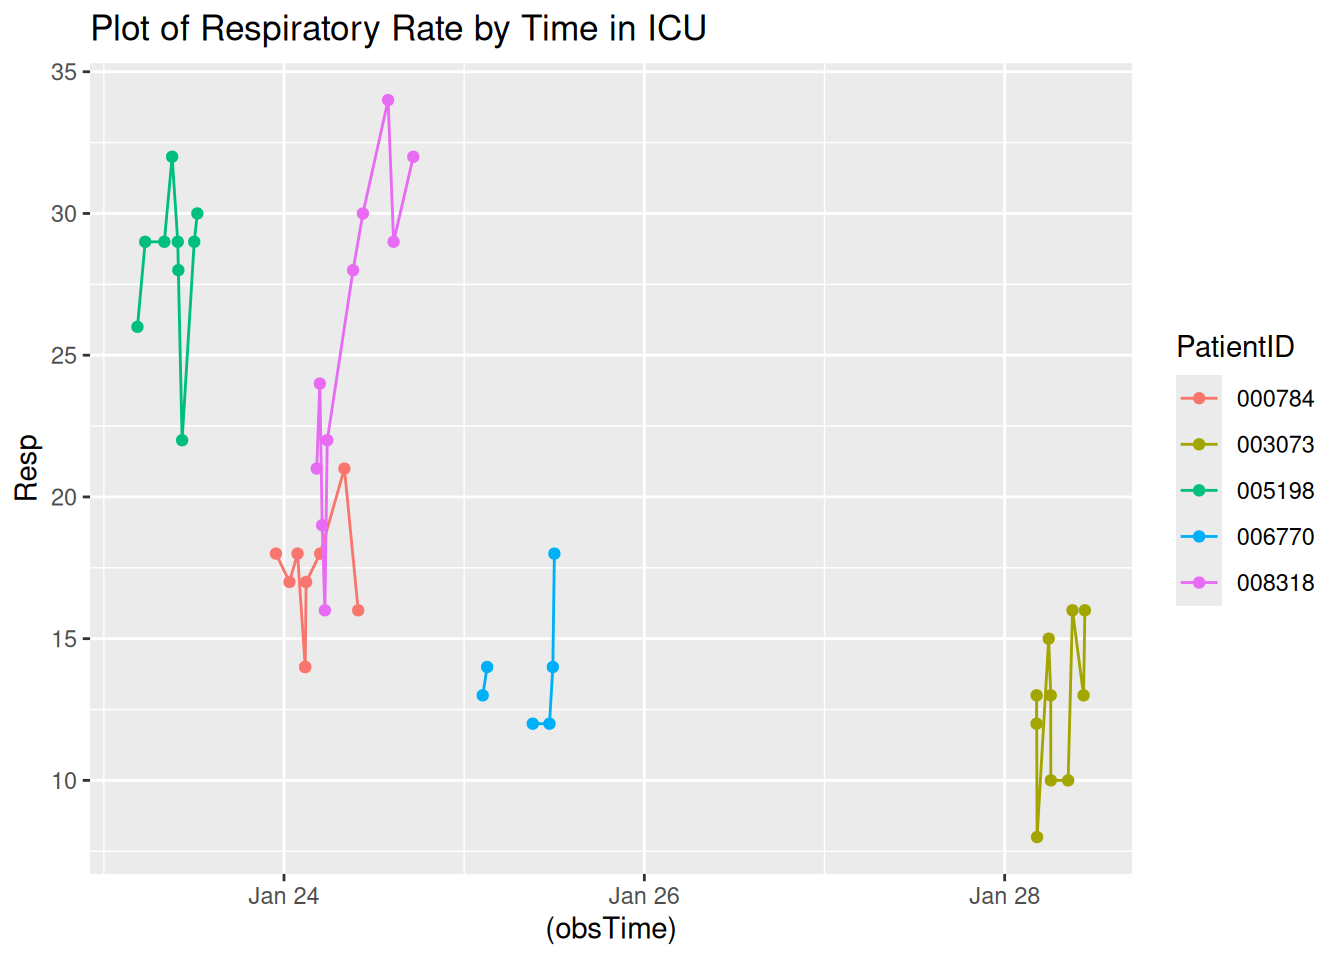 Plot of Respiratory Rate by Time in ICU
35
30
25
20
15
10
Resp
Jan 24
Jan 26
Jan 28
(obsTime)
PatientID
000784
003073
005198
006770
008318